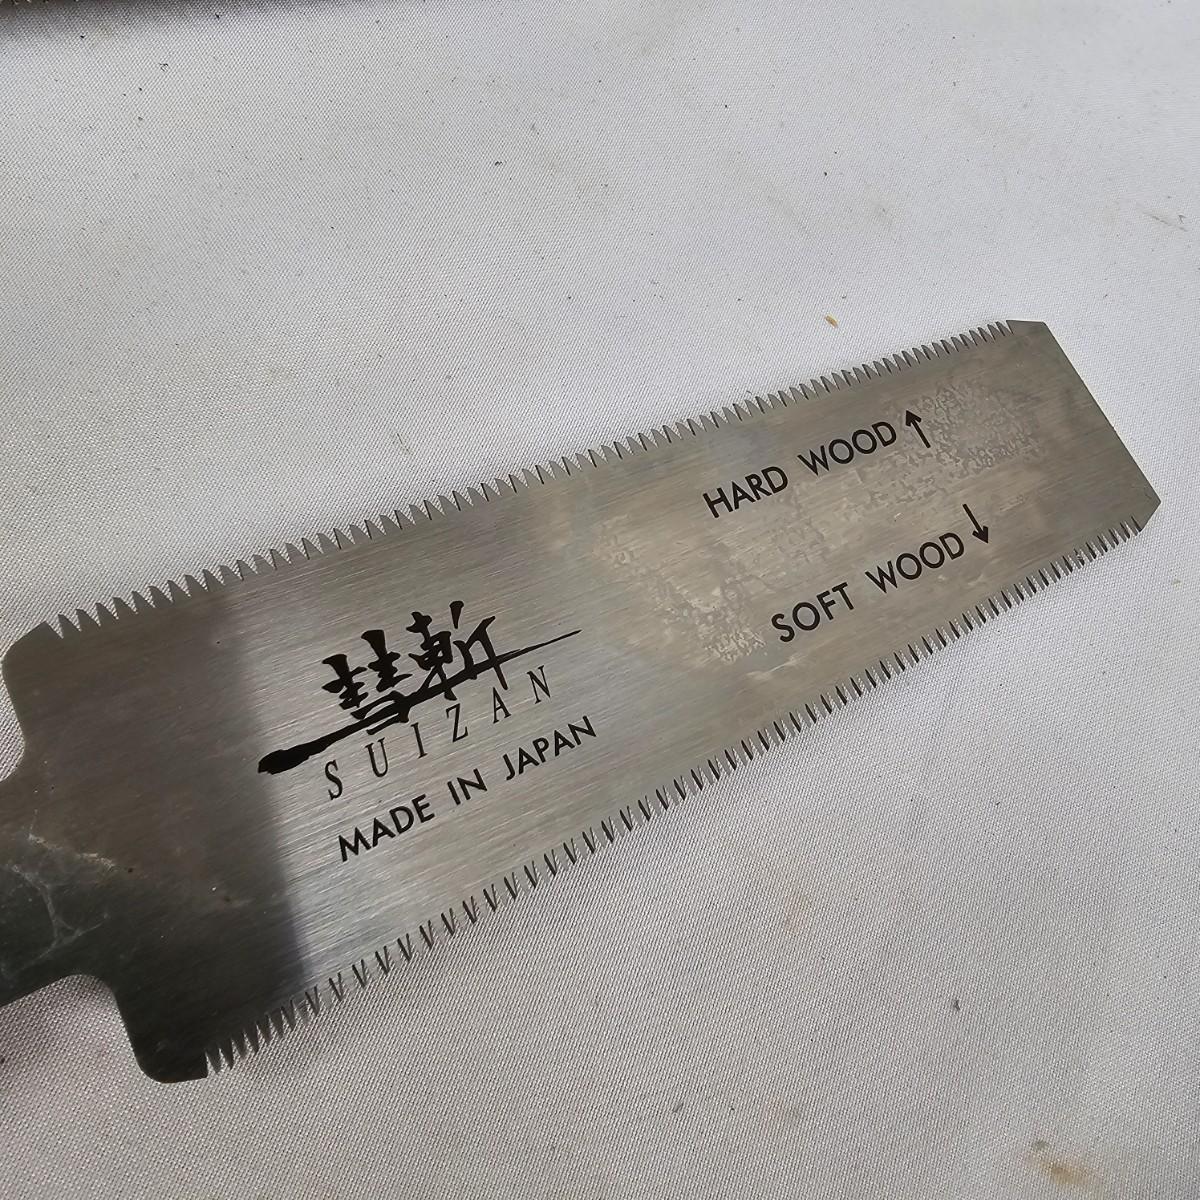 彗斬
SUIZAN
MADE IN JAPAN
HARD WOOD↑
SOFT WOOD↓